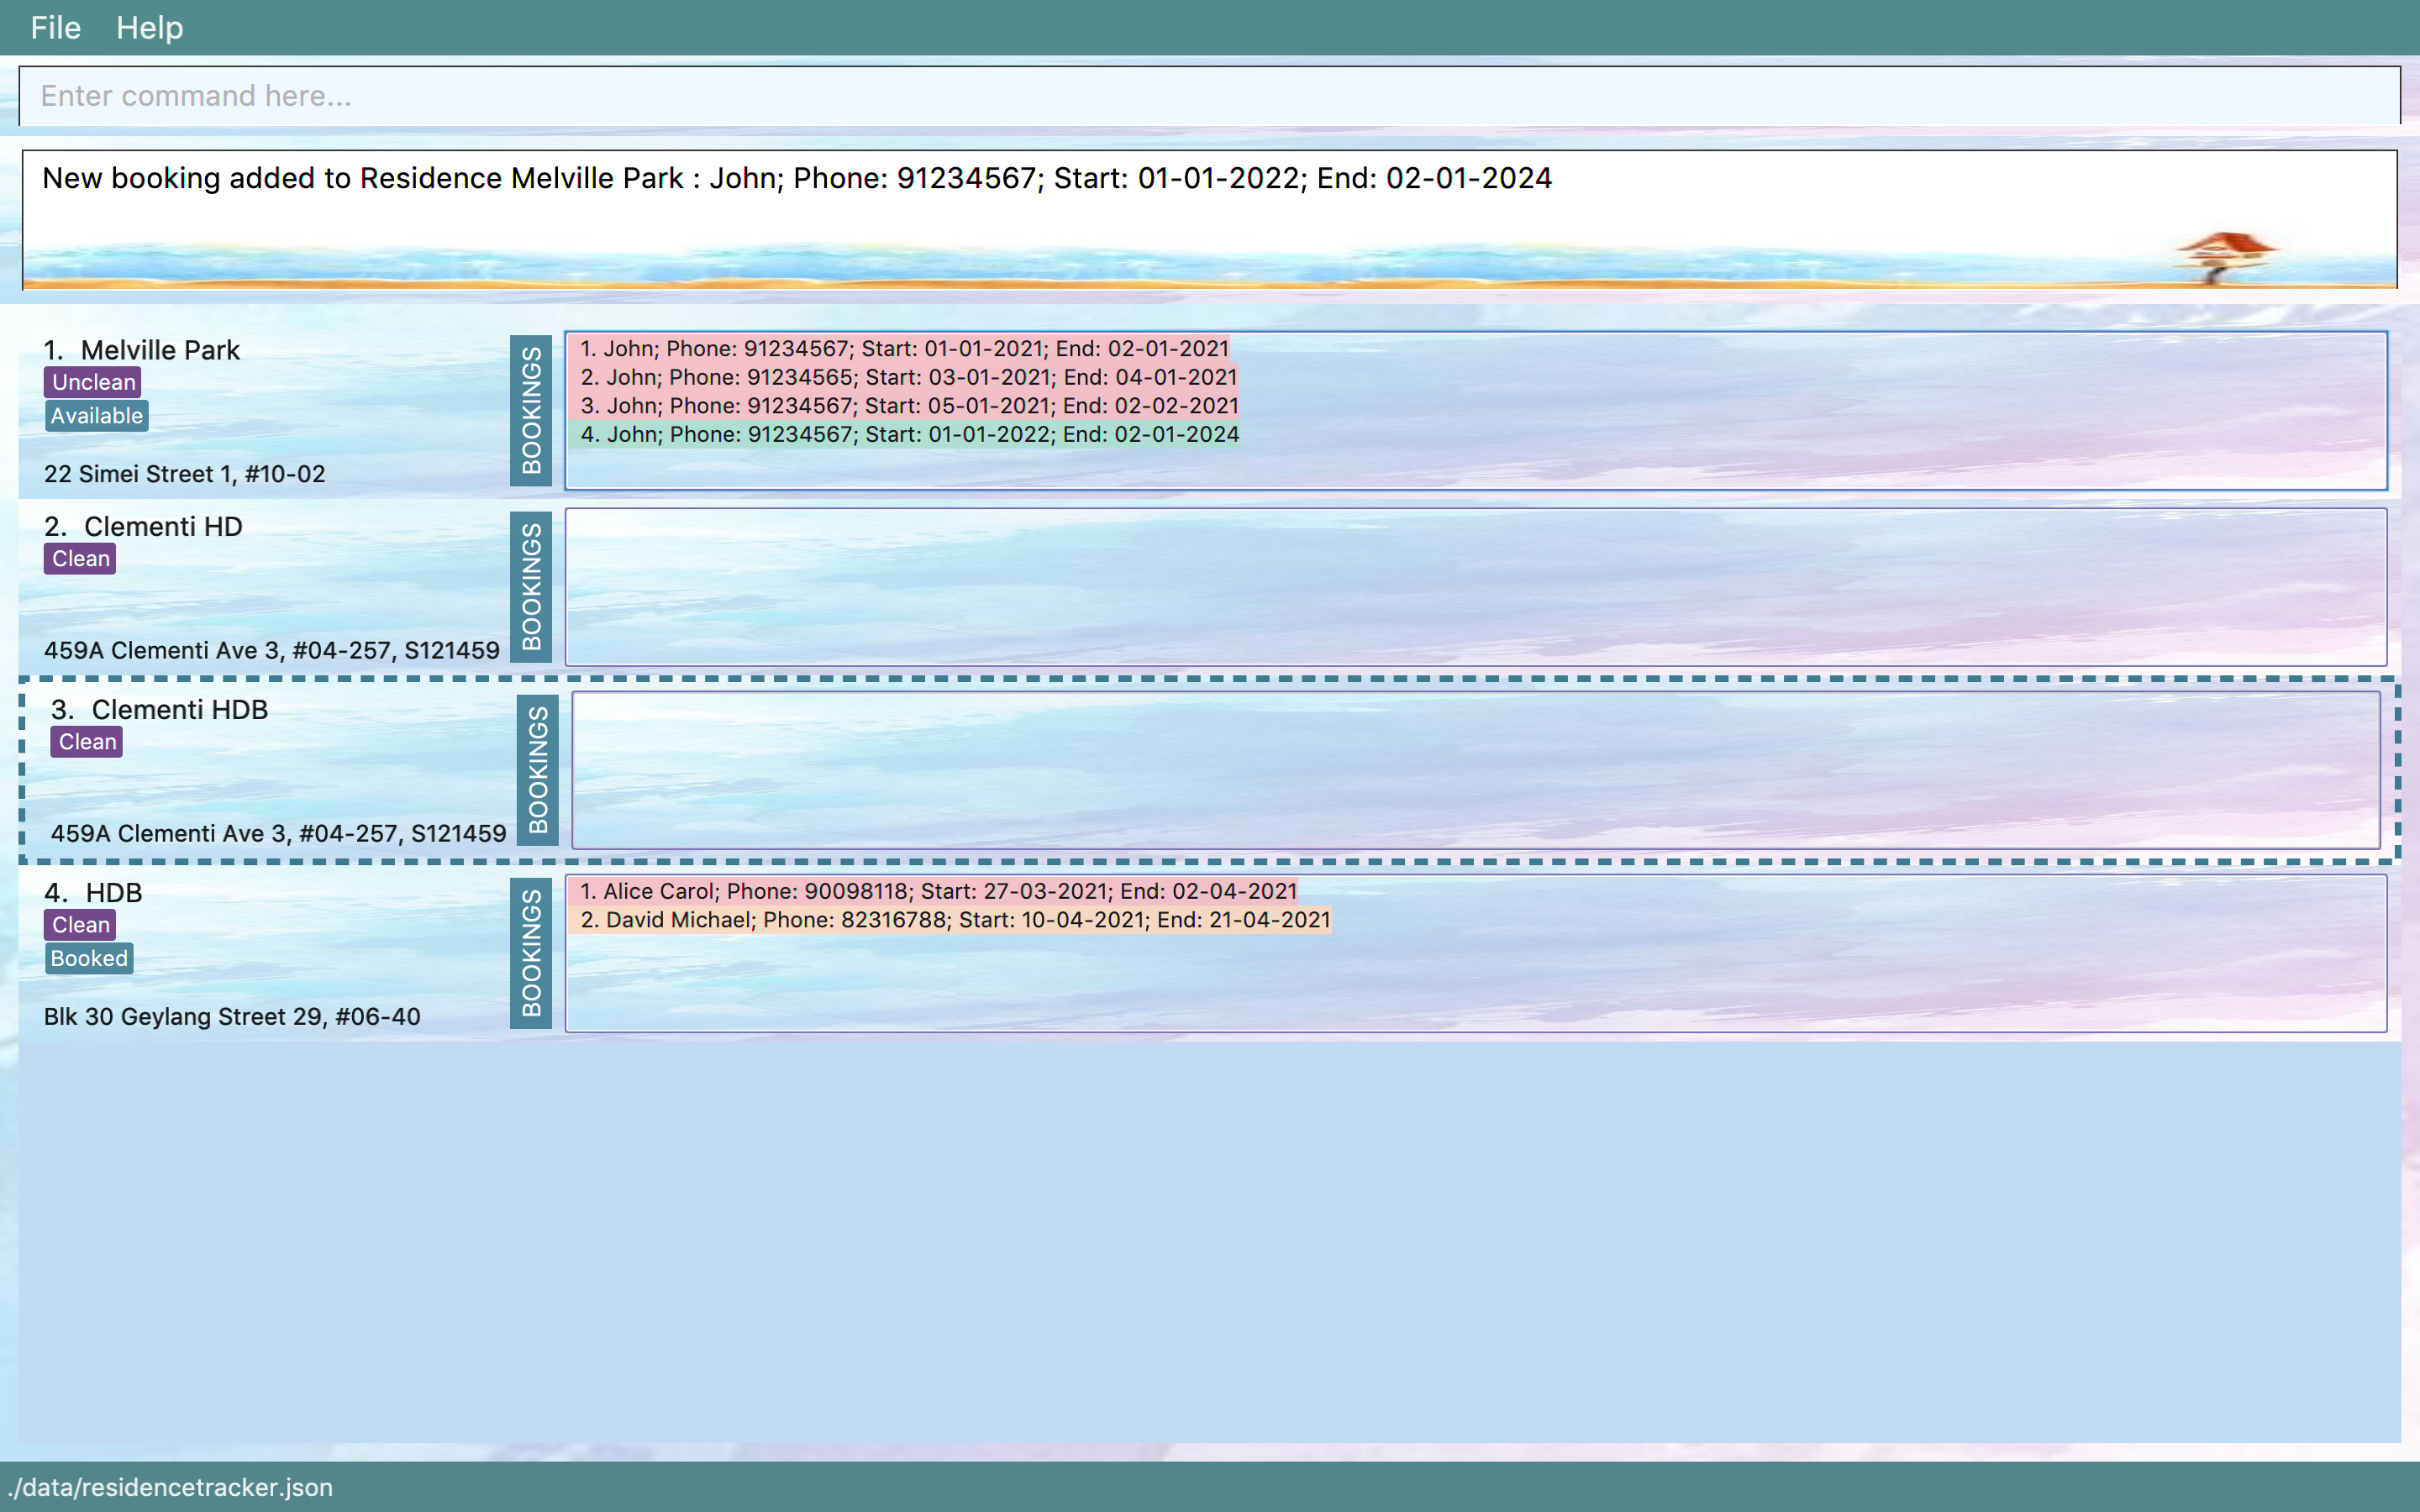 File Help
Enter command here...
New booking added to Residence Melville Park : John; Phone: 91234567; Start: 01-01-2022; End: 02-01-2024
1. Melville Park
Unclean
Available
22 Simei Street 1, #10-02
BOOKINGS
1. John; Phone: 91234567; Start: 01-01-2021; End: 02-01-2021
2. John; Phone: 91234565; Start: 03-01-2021; End: 04-01-2021
3. John; Phone: 91234567; Start: 05-01-2021; End: 02-02-2021
4. John; Phone: 91234567; Start: 01-01-2022; End: 02-01-2024
2. Clementi HD
Clean
459A Clementi Ave 3, #04-257, S121459
BOOKINGS
3. Clementi HDB
Clean
459A Clementi Ave 3, #04-257, S121459
BOOKINGS
4. HDB
Clean
Booked
Blk 30 Geylang Street 29, #06-40
BOOKINGS
1. Alice Carol; Phone: 90098118; Start: 27-03-2021; End: 02-04-2021
2. David Michael; Phone: 82316788; Start: 10-04-2021; End: 21-04-2021
./data/residencetracker.json